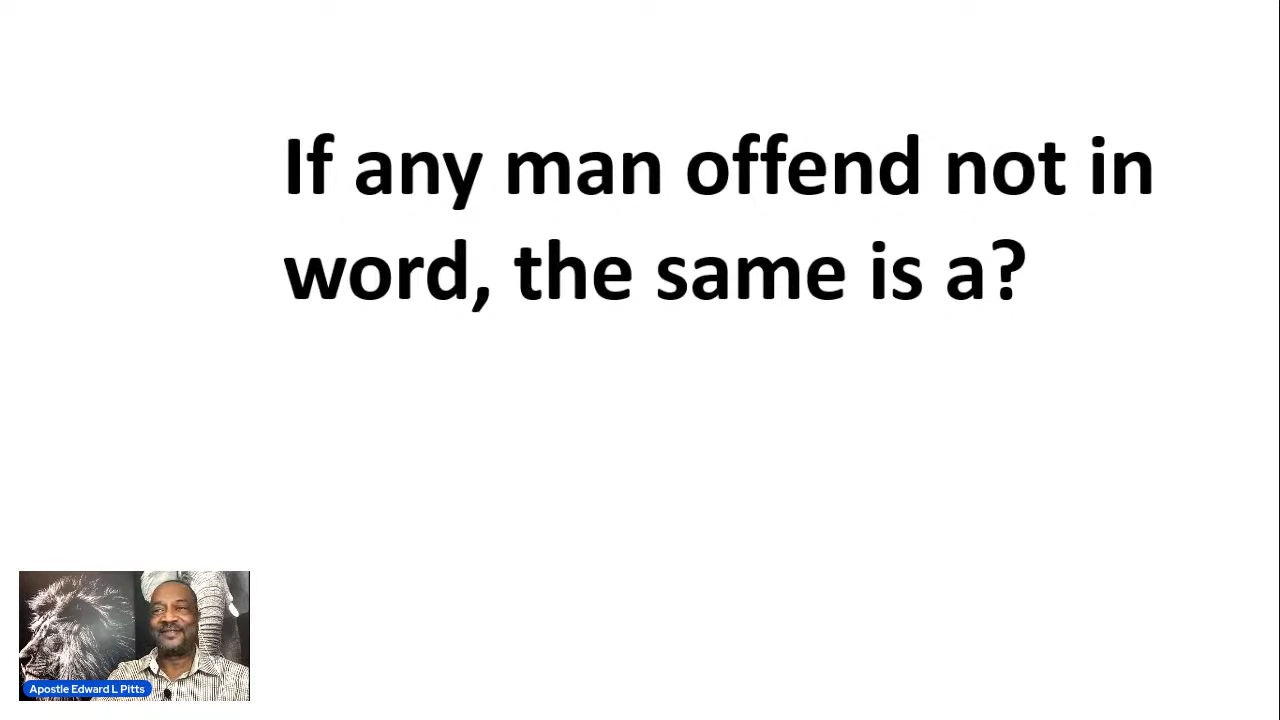 If any man offend not in
word, the same is a?
Apostle Edward L Pitts